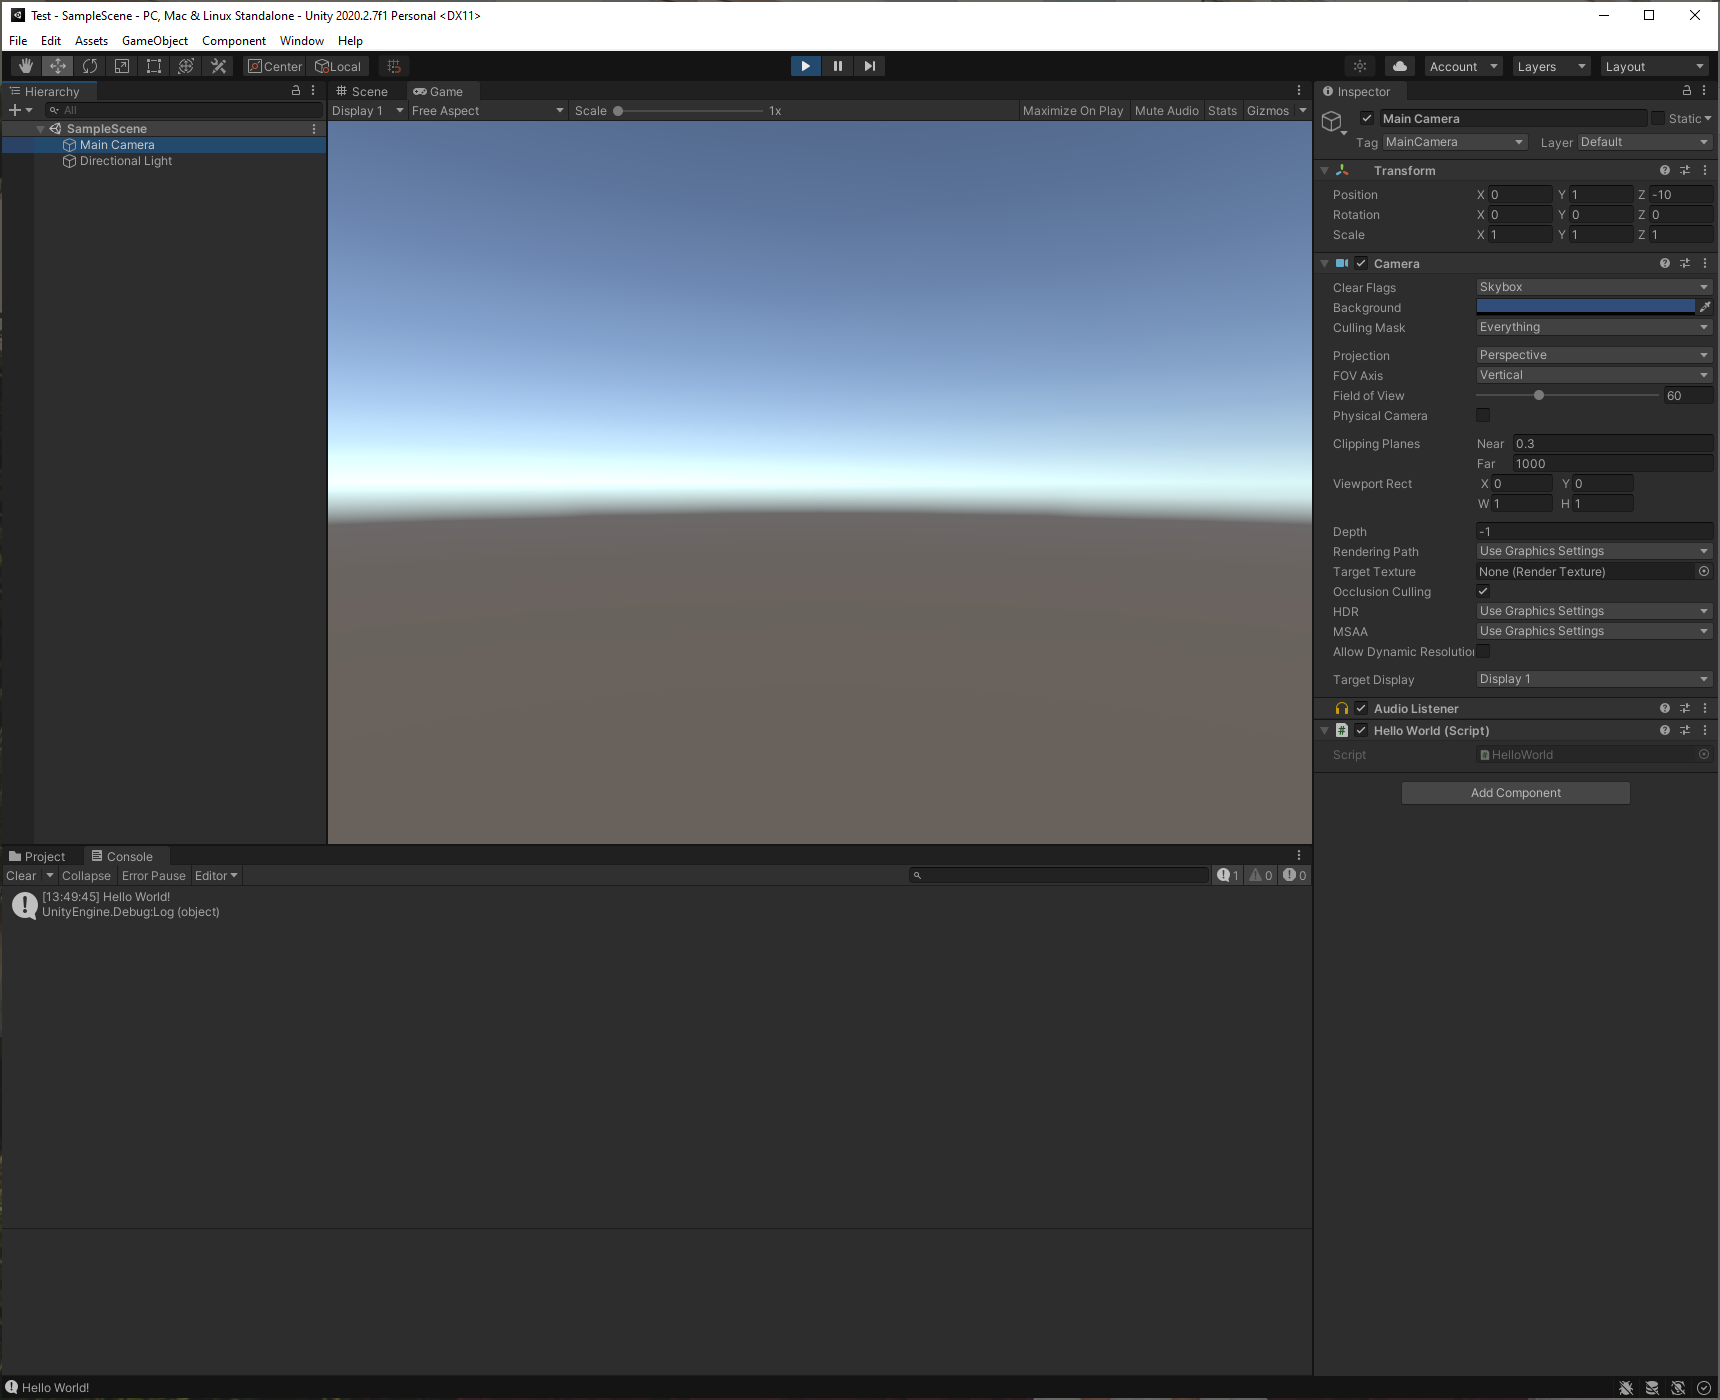 Test - SampleScene - PC, Mac & Linux Standalone - Unity 2020.2.7f1 Personal <DX11>
File Edit Assets GameObject Component Window Help
Center Local Account Layers Layout
Hierarchy
All
SampleScene
Main Camera
Directional Light
Scene Game
Display 1 Free Aspect Scale 1x Maximize On Play Mute Audio Stats Gizmos
Inspector
Main Camera Static
Tag MainCamera Layer Default
Transform
Position X 0 Y 1 Z -10
Rotation X 0 Y 0 Z 0
Scale X 1 Y 1 Z 1
Camera
Clear Flags Skybox
Background
Culling Mask Everything
Projection Perspective
FOV Axis Vertical
Field of View 60
Physical Camera
Clipping Planes Near 0.3
Far 1000
Viewport Rect X 0 Y 0
W 1 H 1
Depth -1
Rendering Path Use Graphics Settings
Target Texture None (Render Texture)
Occlusion Culling
HDR Use Graphics Settings
MSAA Use Graphics Settings
Allow Dynamic Resolution
Target Display Display 1
Audio Listener
# Hello World (Script)
Script HelloWorld
Add Component
Project Console
Clear Collapse Error Pause Editor 1 0 0
[13:49:45] Hello World!
UnityEngine.Debug:Log (object)
Hello World!